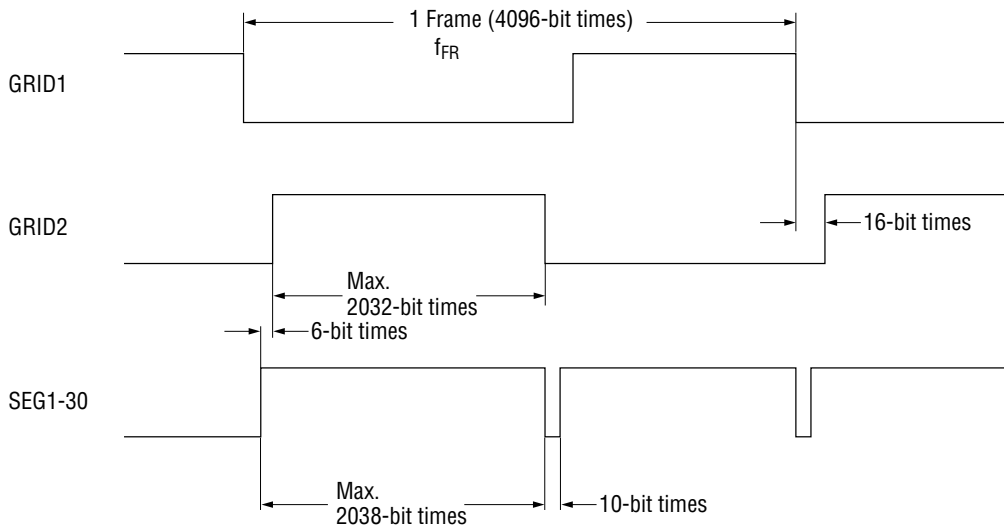 1 Frame (4096-bit times)
fFR
GRID1
GRID2
16-bit times
Max.
2032-bit times
6-bit times
SEG1-30
Max.
2038-bit times
10-bit times